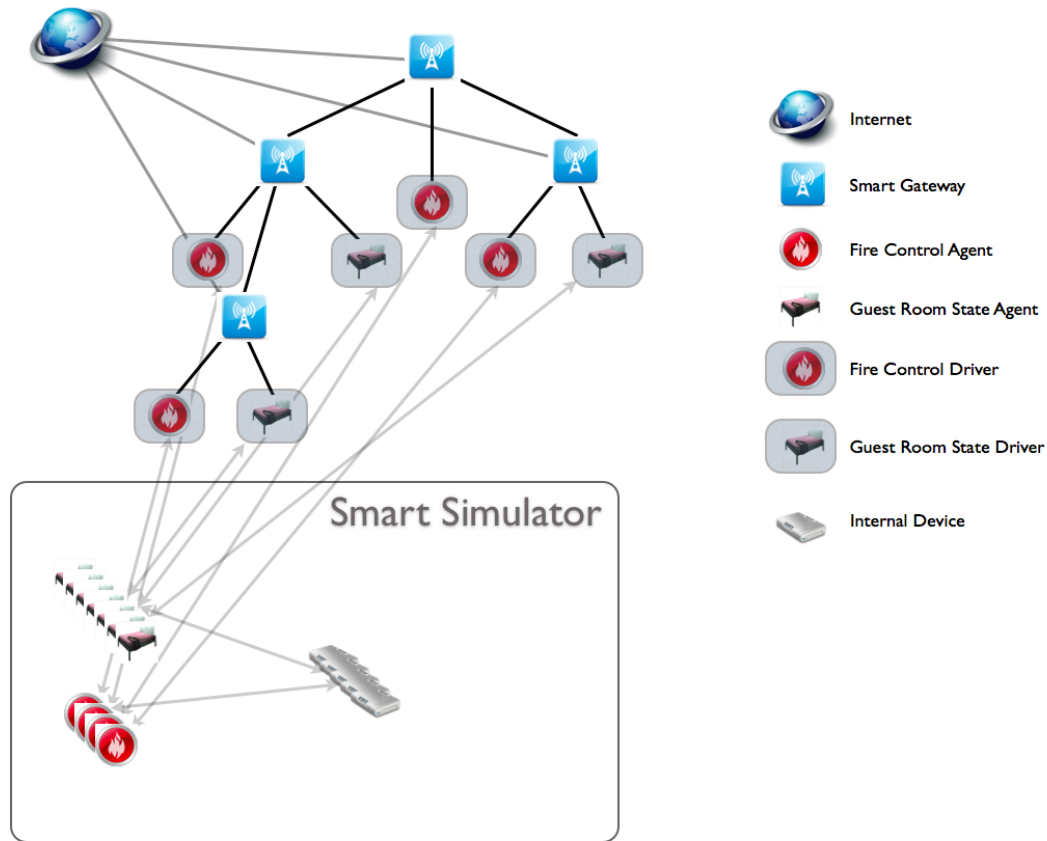 Internet
Smart Gateway
Fire Control Agent
Guest Room State Agent
Fire Control Driver
Guest Room State Driver
Smart Simulator
Internal Device